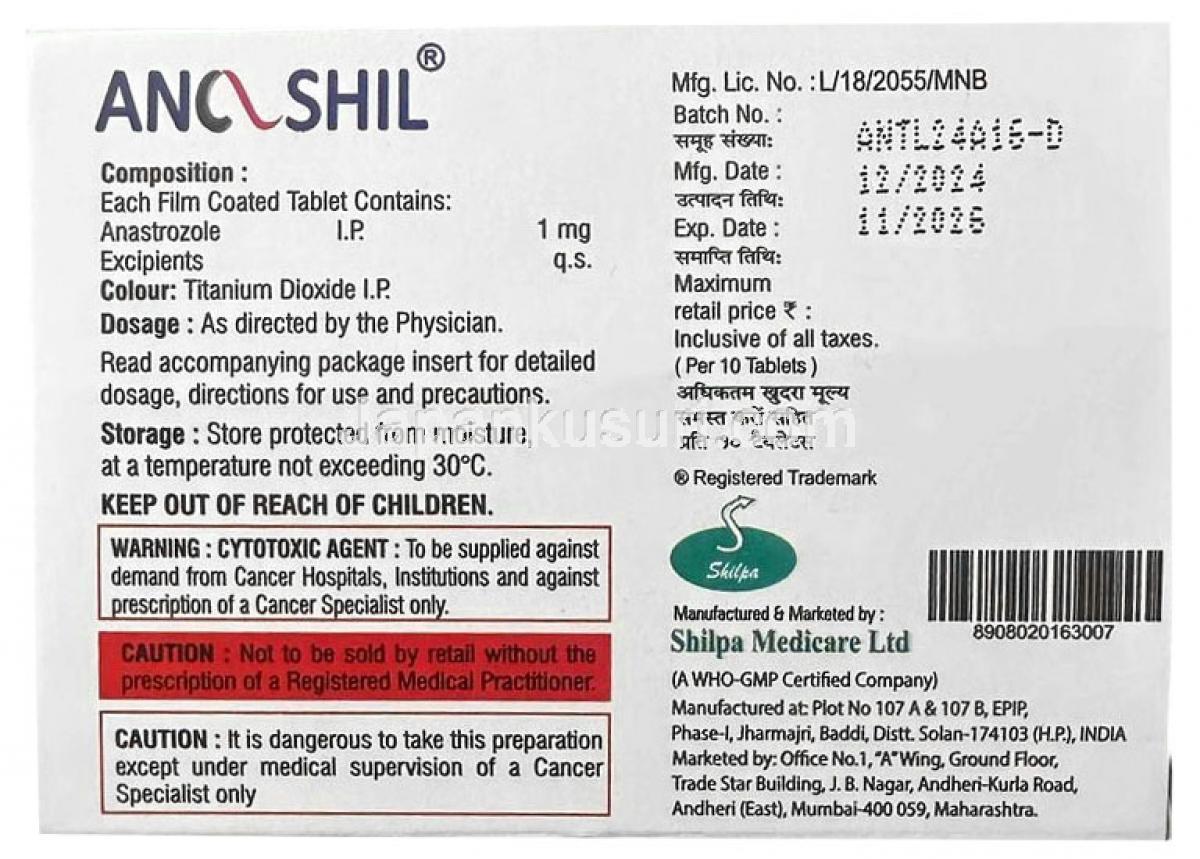 ANASHIL®
Composition :
Each Film Coated Tablet Contains:
Anastrozole I.P. 1 mg
Excipients q.s.
Colour: Titanium Dioxide I.P.
Dosage : As directed by the Physician.
Read accompanying package insert for detailed
dosage, directions for use and precautions.
Storage : Store protected from moisture,
at a temperature not exceeding 30°C.
KEEP OUT OF REACH OF CHILDREN.
WARNING : CYTOTOXIC AGENT : To be supplied against
demand from Cancer Hospitals, Institutions and against
prescription of a Cancer Specialist only.
CAUTION : Not to be sold by retail without the
prescription of a Registered Medical Practitioner.
CAUTION : It is dangerous to take this preparation
except under medical supervision of a Cancer
Specialist only
Mfg. Lic. No. : L/18/2055/MNB
Batch No. : ANTL24A16-D
समूह संख्या:
Mfg. Date : 12/2024
उत्पादन तिथि:
Exp. Date : 11/2026
समाप्ति तिथि:
Maximum
retail price ₹ :
Inclusive of all taxes.
( Per 10 Tablets )
अधिकतम खुदरा मूल्य
समस्त करों सहित
प्रति १० टैबलेटस
® Registered Trademark
Shilpa
Manufactured & Marketed by :
Shilpa Medicare Ltd
(A WHO-GMP Certified Company)
Manufactured at: Plot No 107 A & 107 B, EPIP,
Phase-I, Jharmajri, Baddi, Distt. Solan-174103 (H.P.), INDIA
Marketed by: Office No.1, "A" Wing, Ground Floor,
Trade Star Building, J. B. Nagar, Andheri-Kurla Road,
Andheri (East), Mumbai-400 059, Maharashtra.
8908020163007
Japankusuri.com